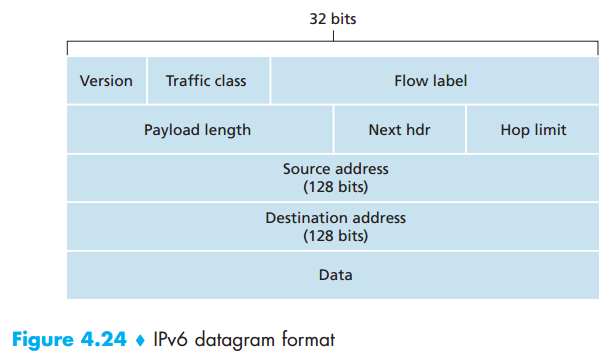 32 bits
Version Traffic class Flow label
Payload length Next hdr Hop limit
Source address
(128 bits)
Destination address
(128 bits)
Data
Figure 4.24 ♦ IPv6 datagram format